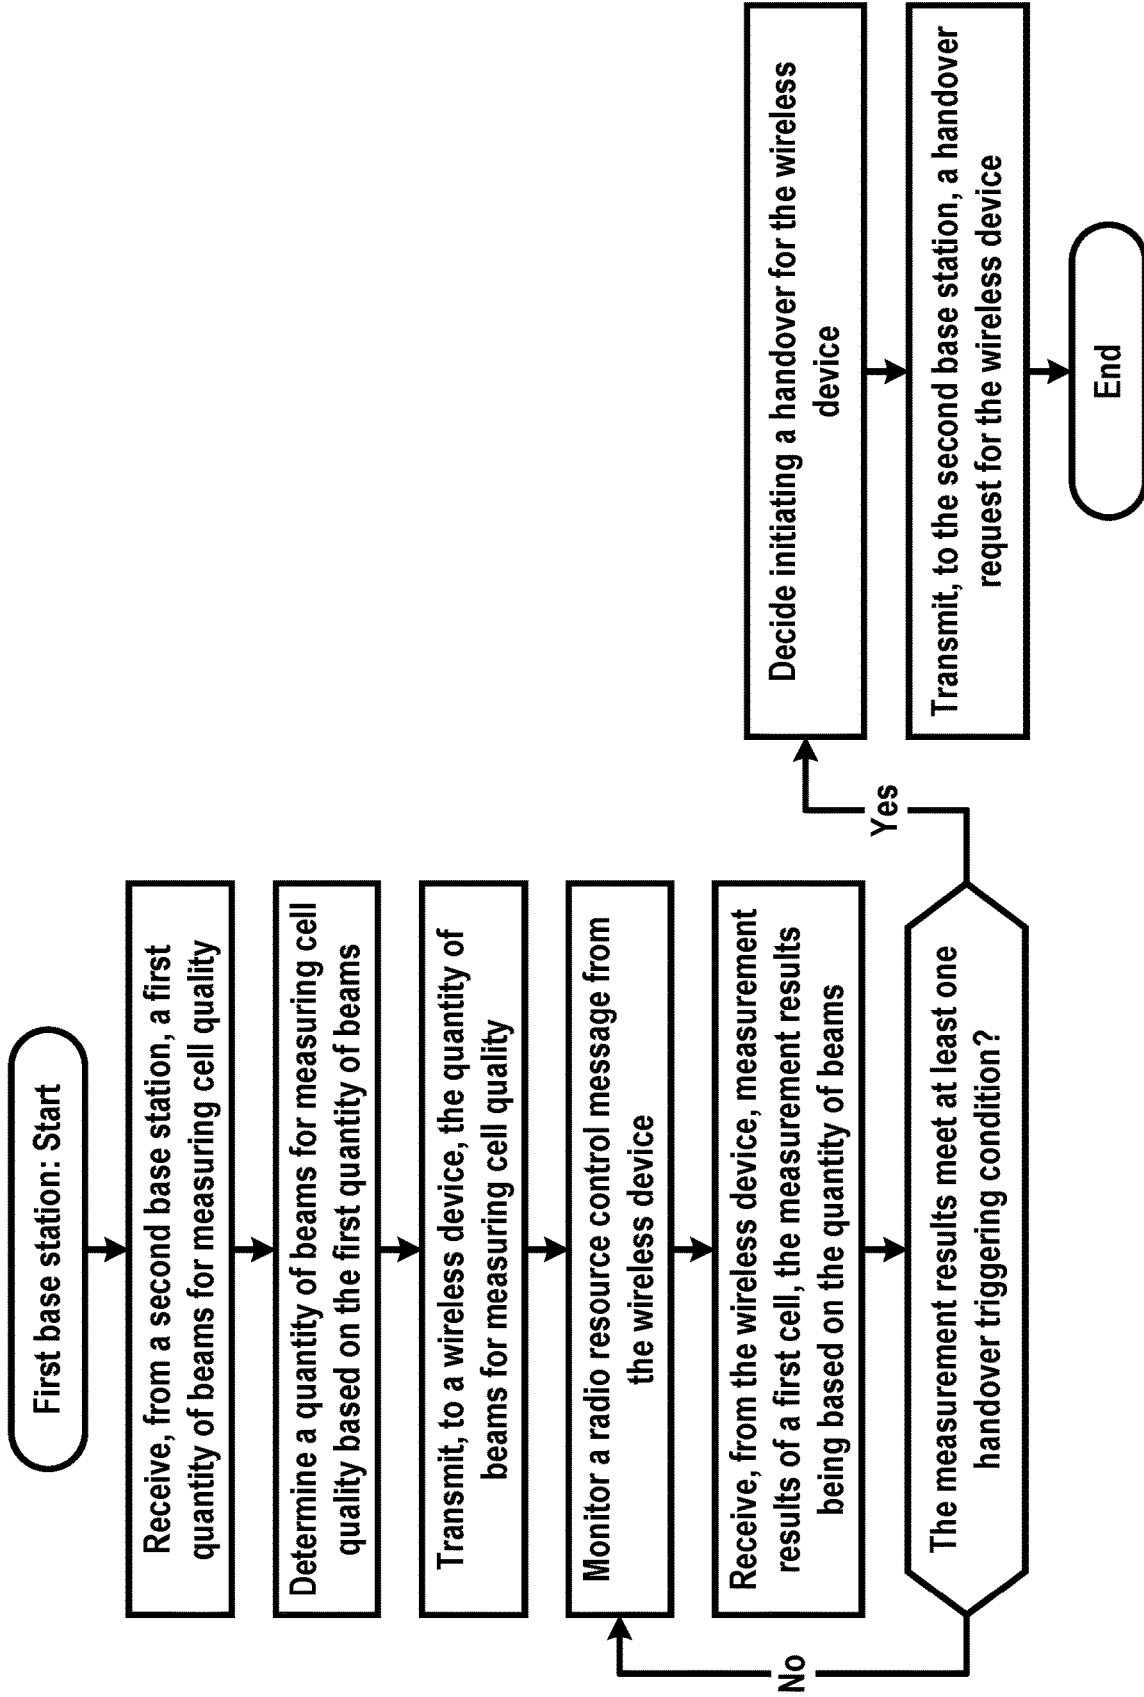 First base station: Start
Receive, from a second base station, a first
quantity of beams for measuring cell quality
Determine a quantity of beams for measuring cell
quality based on the first quantity of beams
Transmit, to a wireless device, the quantity of
beams for measuring cell quality
Monitor a radio resource control message from
the wireless device
Receive, from the wireless device, measurement
results of a first cell, the measurement results
being based on the quantity of beams
The measurement results meet at least one
handover triggering condition?
No
Yes
Decide initiating a handover for the wireless
device
Transmit, to the second base station, a handover
request for the wireless device
End